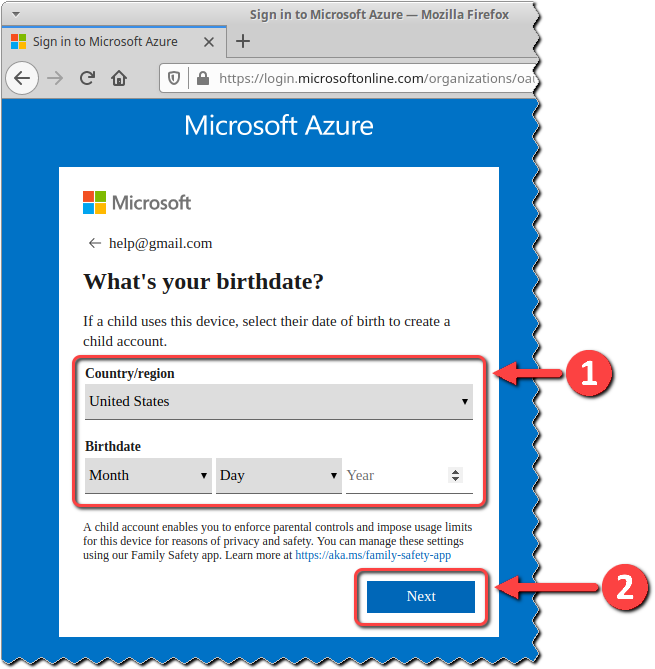 Sign in to Microsoft Azure — Mozilla Firefox
Sign in to Microsoft Azure
https://login.microsoftonline.com/organizations/oau
Microsoft Azure
Microsoft
help@gmail.com
What's your birthdate?
If a child uses this device, select their date of birth to create a
child account.
Country/region
1
United States
Birthdate
Month Day Year
A child account enables you to enforce parental controls and impose usage limits
for this device for reasons of privacy and safety. You can manage these settings
using our Family Safety app. Learn more at https://aka.ms/family-safety-app
Next
2